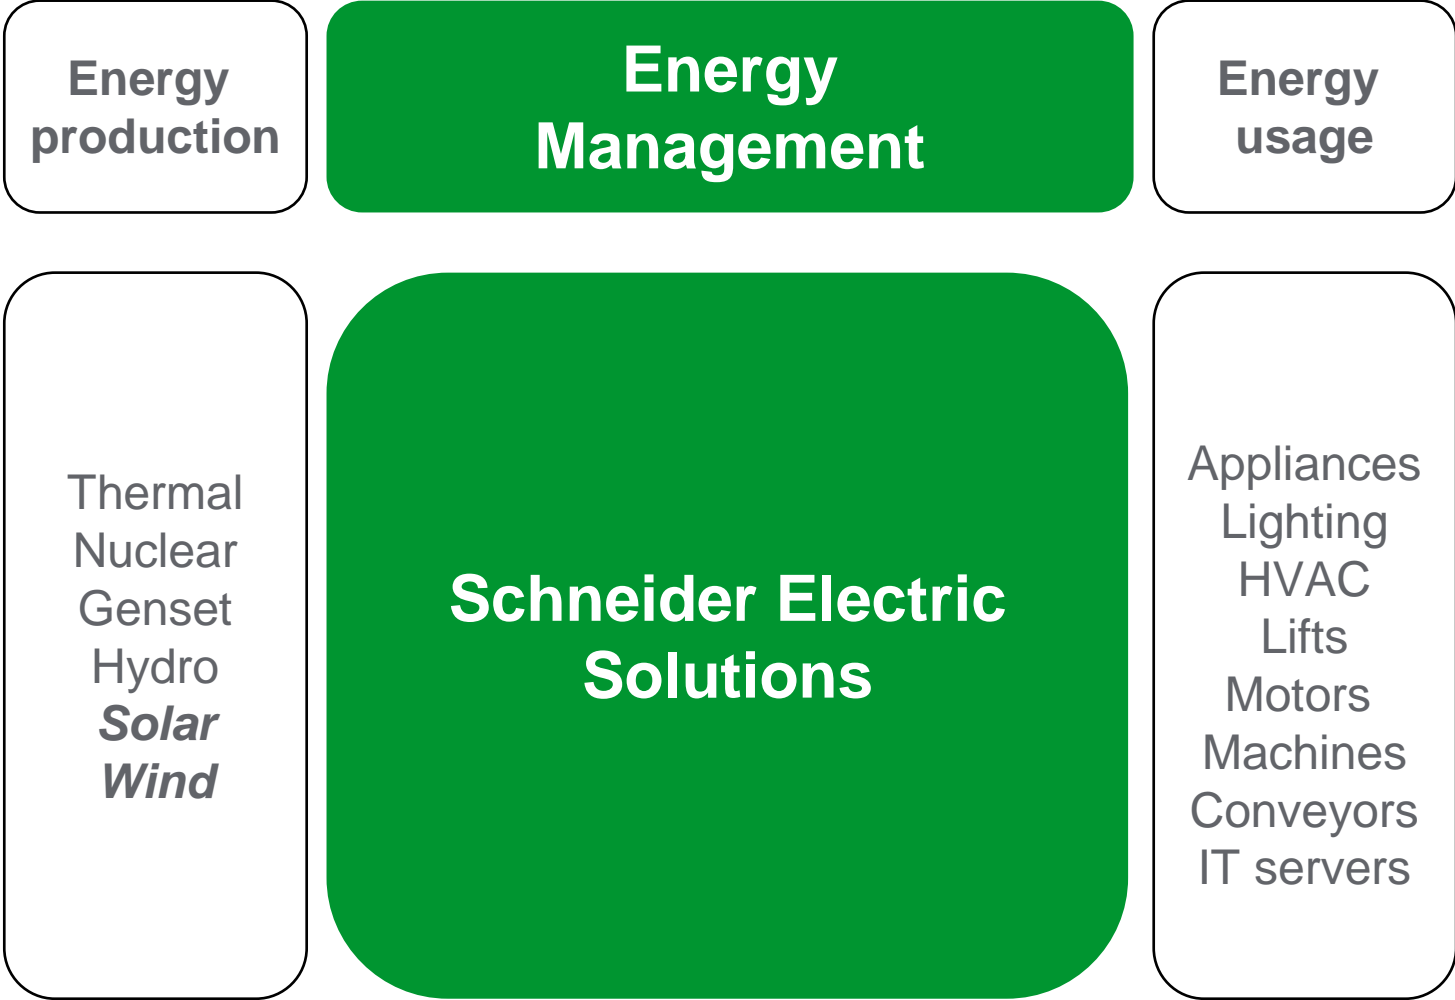 Energy
production
Energy
Management
Energy
usage
Thermal
Nuclear
Genset
Hydro
Solar
Wind
Schneider Electric
Solutions
Appliances
Lighting
HVAC
Lifts
Motors
Machines
Conveyors
IT servers